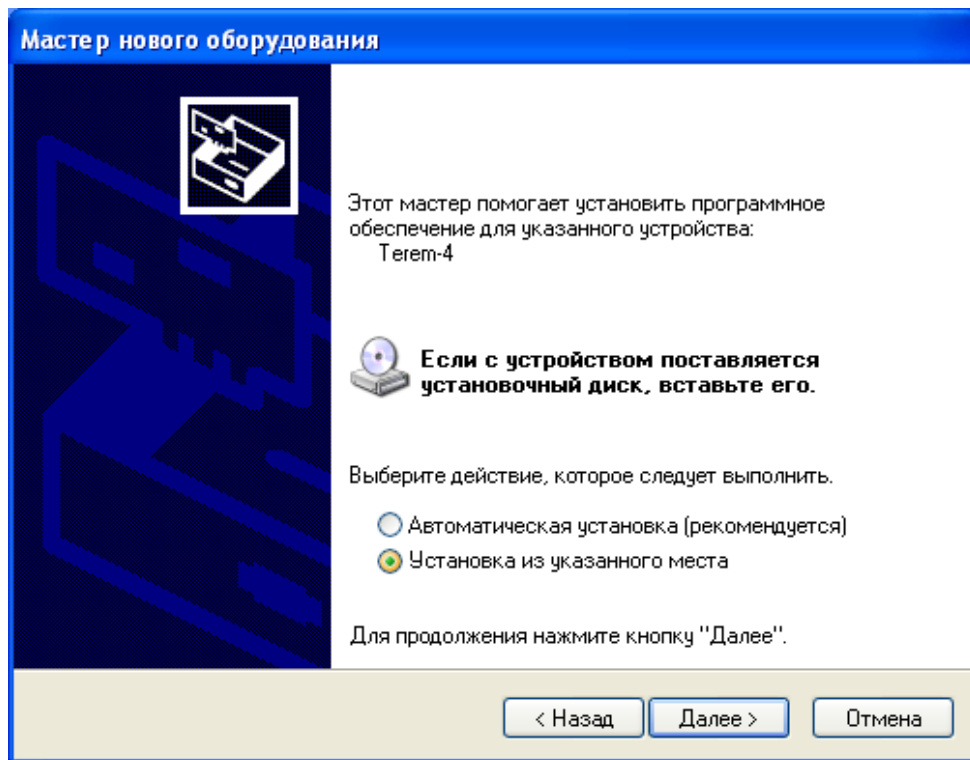 Мастер нового оборудования
Этот мастер помогает установить программное
обеспечение для указанного устройства:
Terem-4
Если с устройством поставляется
установочный диск, вставьте его.
Выберите действие, которое следует выполнить.
Автоматическая установка (рекомендуется)
Установка из указанного места
Для продолжения нажмите кнопку "Далее".
< Назад
Далее >
Отмена